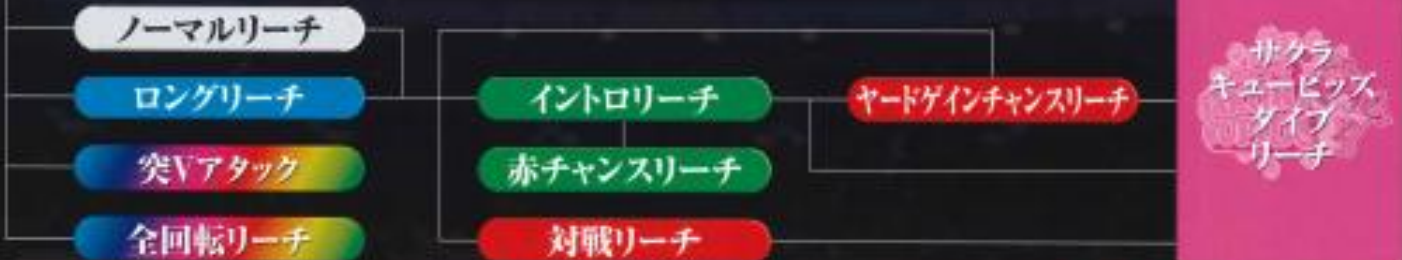 ノーマルリーチ
ロングリーチ
突Vアタック
全回転リーチ
イントロリーチ
赤チャンスリーチ
対戦リーチ
ヤードゲインチャンスリーチ
サクラ
キューピッズ
ダイブ
リーチ